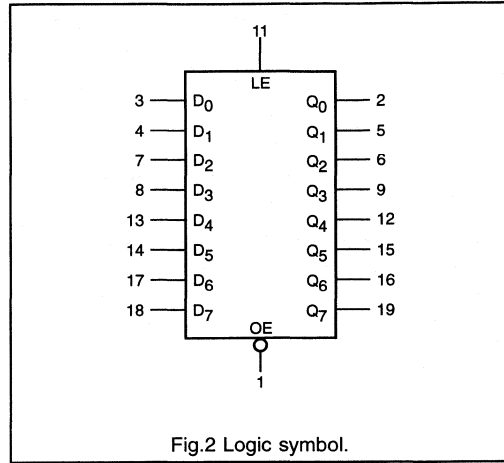 11
LE
3 D0 Q0 2
4 D1 Q1 5
7 D2 Q2 6
8 D3 Q3 9
13 D4 Q4 12
14 D5 Q5 15
17 D6 Q6 16
18 D7 Q7 19
OE
1
Fig.2 Logic symbol.